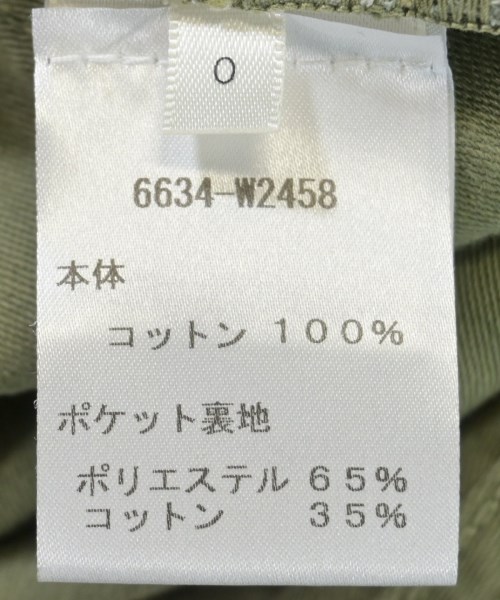 0
6634-W2458
本体
コットン 100%
ポケット裏地
ポリエステル 65%
コットン 35%